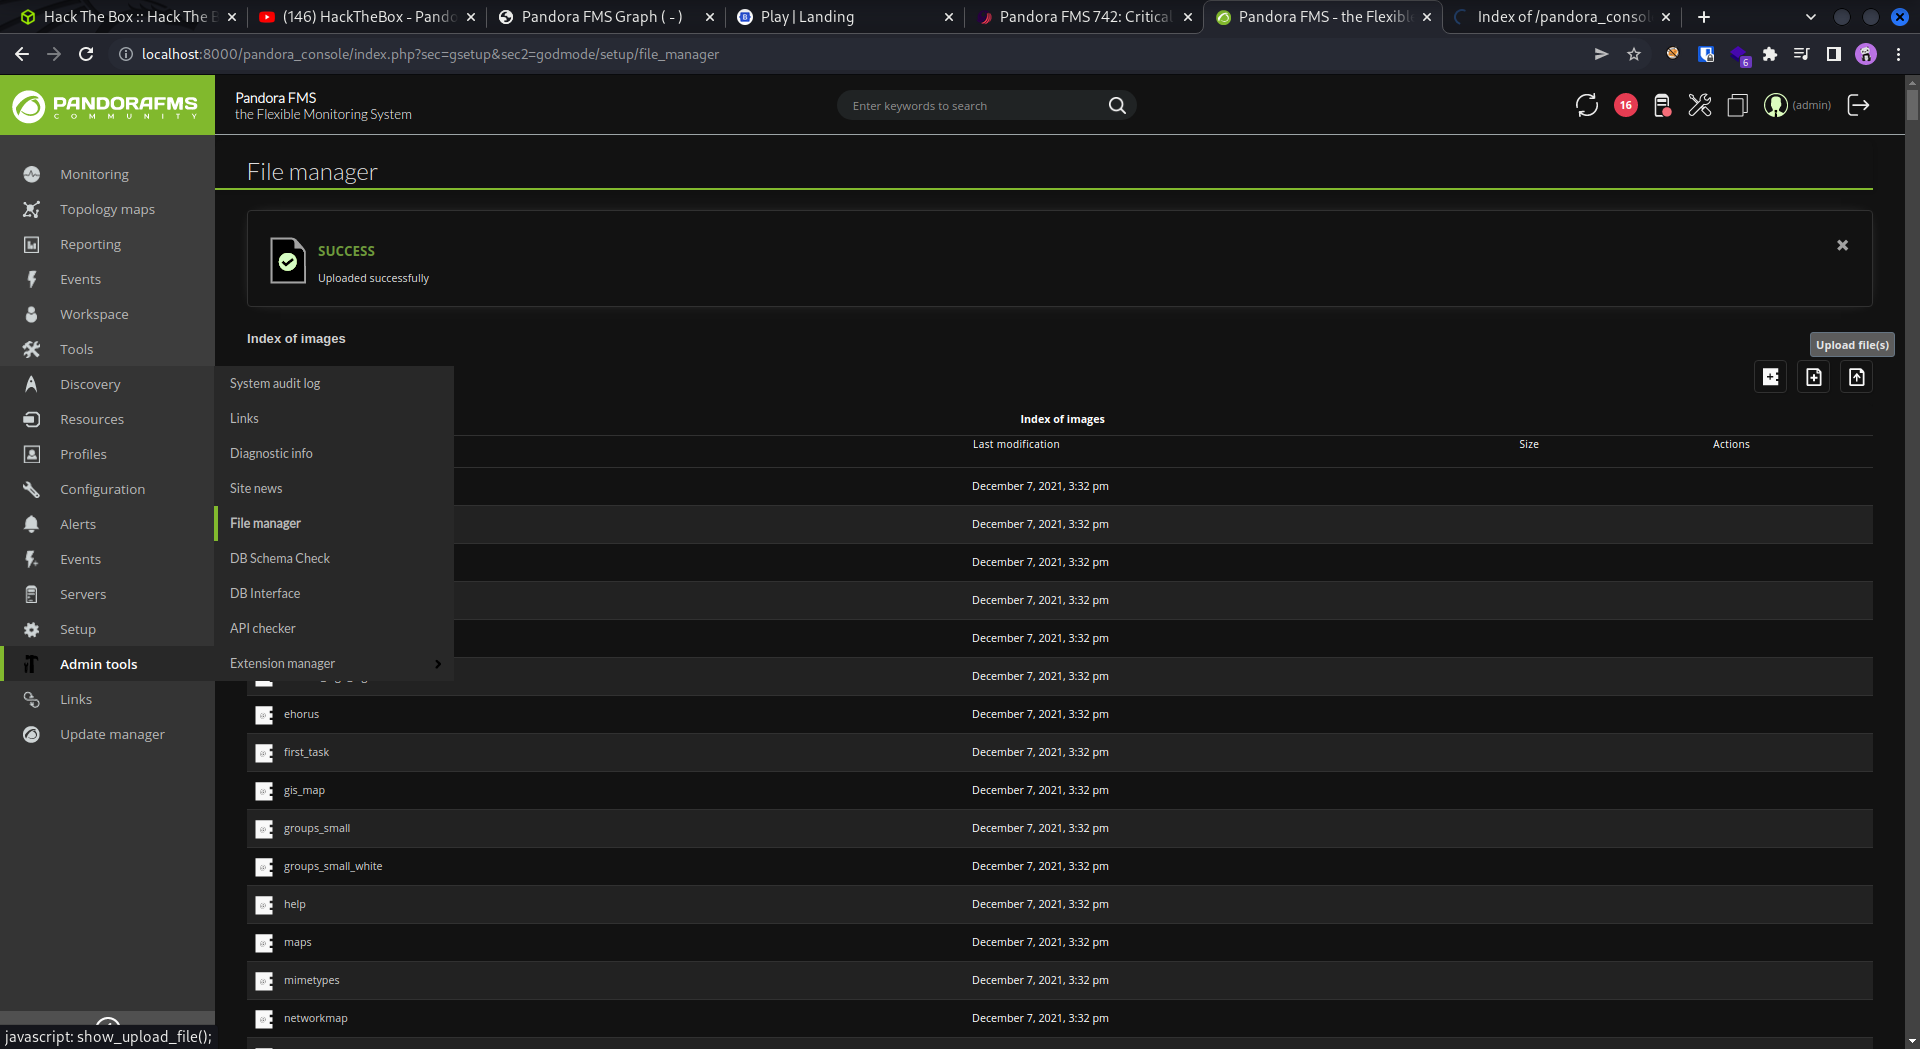 Hack The Box :: Hack The B
(146) HackTheBox - Pando
Pandora FMS Graph ( - )
Play | Landing
Pandora FMS 742: Critical
Pandora FMS - the Flexible
Index of /pandora_consol
localhost:8000/pandora_console/index.php?sec=gsetup&sec2=godmode/setup/file_manager
6
PANDORAFMS
COMMUNITY
Pandora FMS
the Flexible Monitoring System
Enter keywords to search
16
(admin)
Monitoring
Topology maps
Reporting
Events
Workspace
Tools
Discovery
Resources
Profiles
Configuration
Alerts
Events
Servers
Setup
Admin tools
Links
Update manager
System audit log
Links
Diagnostic info
Site news
File manager
DB Schema Check
DB Interface
API checker
Extension manager
File manager
SUCCESS
Uploaded successfully
Index of images
Upload file(s)
Index of images
Last modification Size Actions
December 7, 2021, 3:32 pm
December 7, 2021, 3:32 pm
December 7, 2021, 3:32 pm
December 7, 2021, 3:32 pm
December 7, 2021, 3:32 pm
December 7, 2021, 3:32 pm
ehorus December 7, 2021, 3:32 pm
first_task December 7, 2021, 3:32 pm
gis_map December 7, 2021, 3:32 pm
groups_small December 7, 2021, 3:32 pm
groups_small_white December 7, 2021, 3:32 pm
help December 7, 2021, 3:32 pm
maps December 7, 2021, 3:32 pm
mimetypes December 7, 2021, 3:32 pm
networkmap December 7, 2021, 3:32 pm
javascript: show_upload_file();